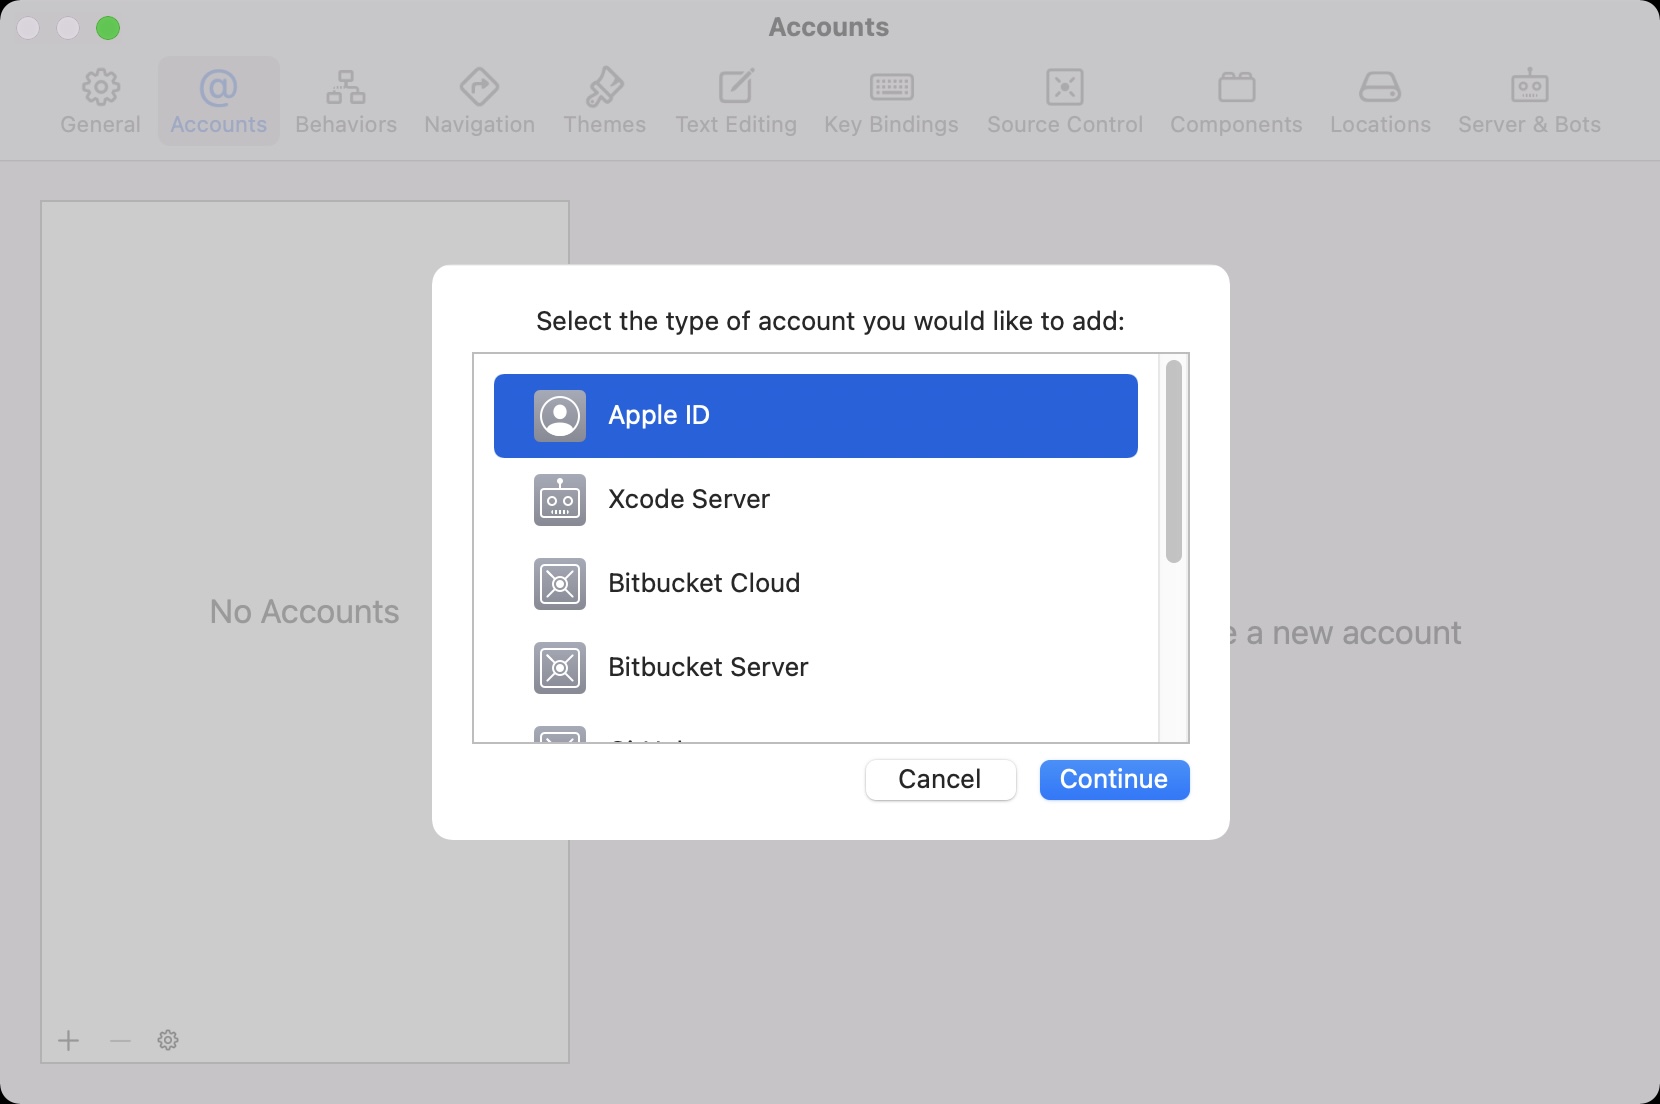 Accounts
General
Accounts
Behaviors
Navigation
Themes
Text Editing
Key Bindings
Source Control
Components
Locations
Server & Bots
No Accounts
a new account
Select the type of account you would like to add:
Apple ID
Xcode Server
Bitbucket Cloud
Bitbucket Server
Cancel
Continue